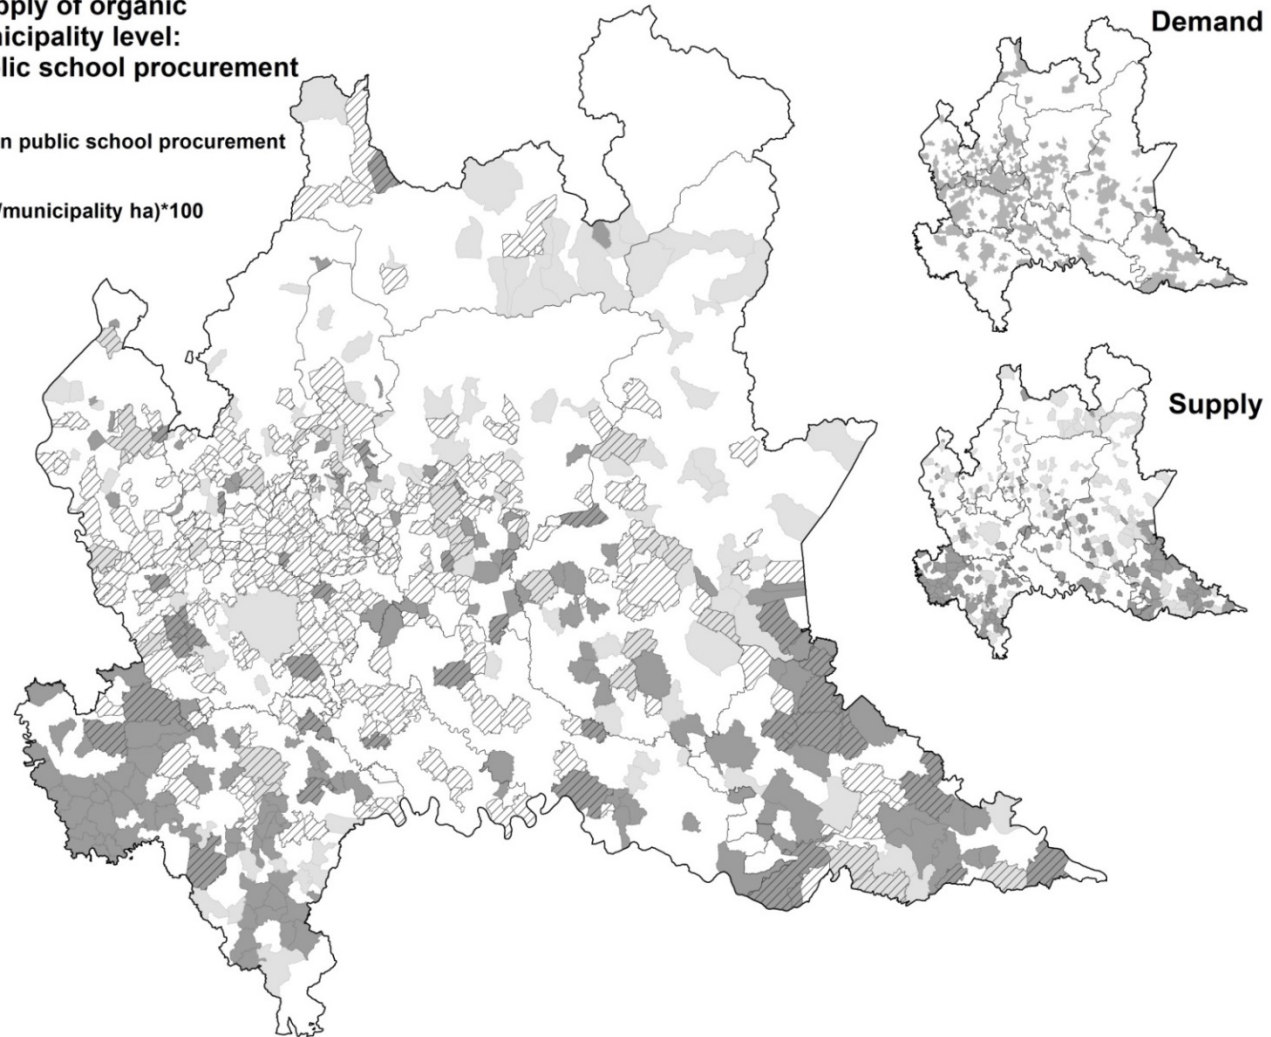 pply of organic
nicipality level:
lic school procurement
n public school procurement
/municipality ha)*100
Demand
Supply